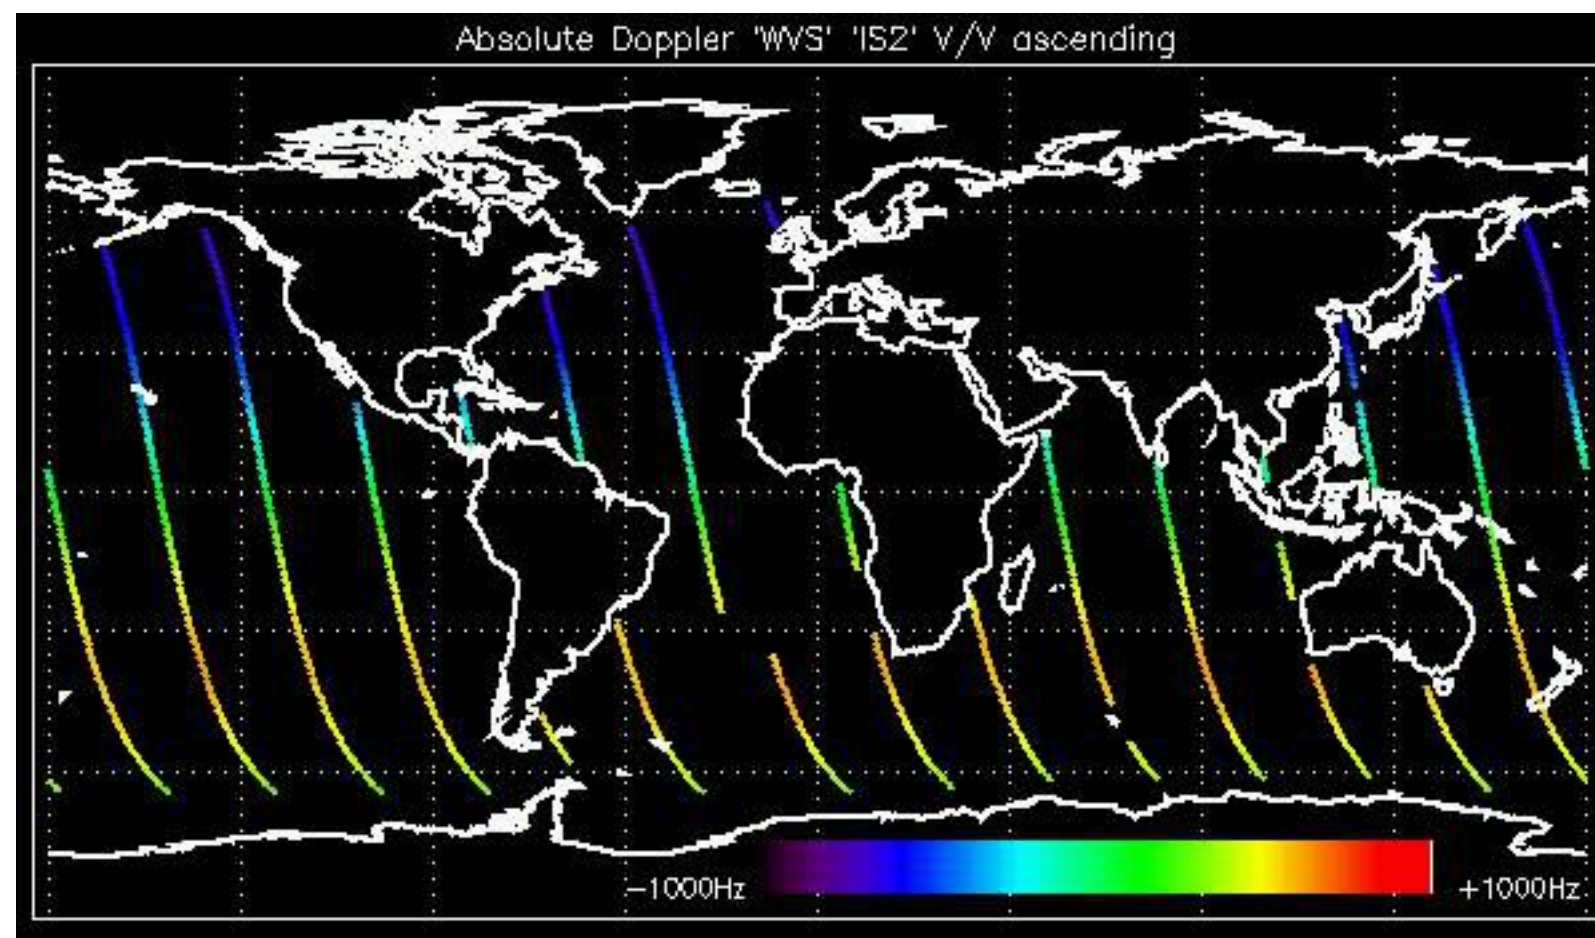 Absolute Doppler 'WVS' 'IS2' V/V ascending
-1000Hz +1000Hz